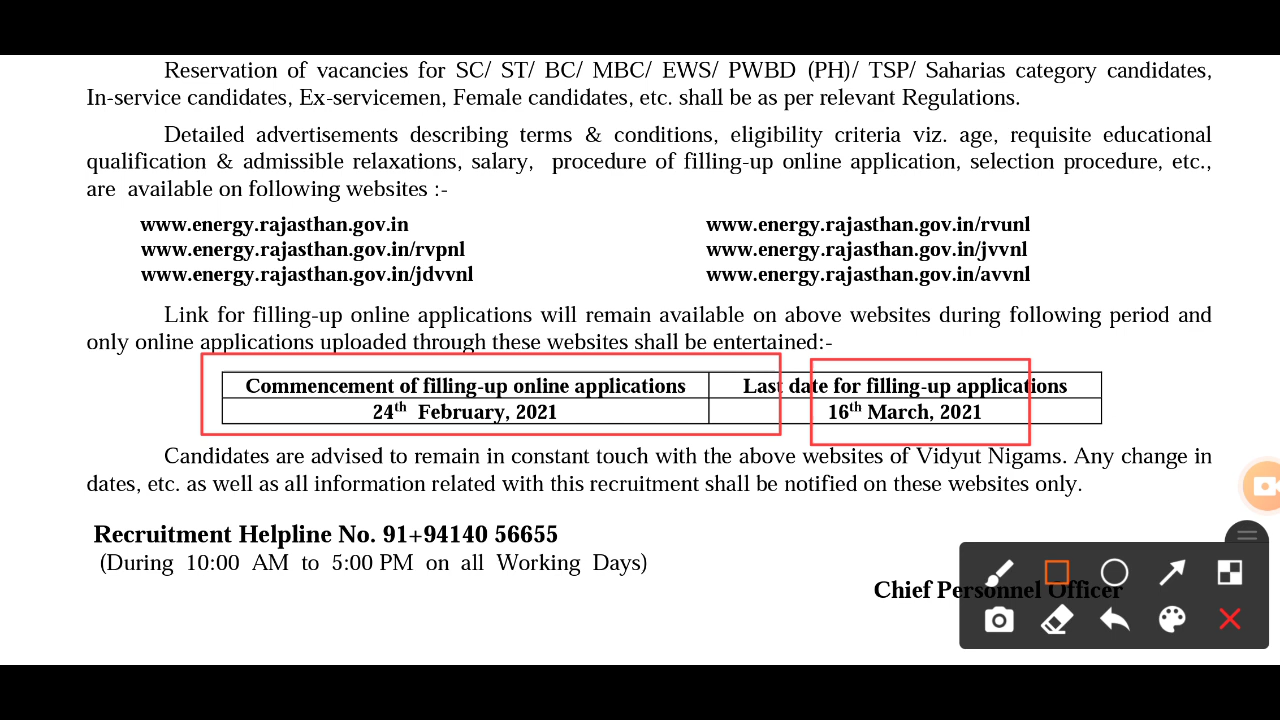 Reservation of vacancies for SC/ ST/ BC/ MBC/ EWS/ PWBD (PH)/ TSP/ Saharias category candidates,
In-service candidates, Ex-servicemen, Female candidates, etc. shall be as per relevant Regulations.
Detailed advertisements describing terms & conditions, eligibility criteria viz. age, requisite educational
qualification & admissible relaxations, salary, procedure of filling-up online application, selection procedure, etc.,
are available on following websites :-
www.energy.rajasthan.gov.in www.energy.rajasthan.gov.in/rvunl
www.energy.rajasthan.gov.in/rvpnl www.energy.rajasthan.gov.in/jvvnl
www.energy.rajasthan.gov.in/jdvvnl www.energy.rajasthan.gov.in/avvnl
Link for filling-up online applications will remain available on above websites during following period and
only online applications uploaded through these websites shall be entertained:-
Commencement of filling-up online applications Last date for filling-up applications
24th February, 2021 16th March, 2021
Candidates are advised to remain in constant touch with the above websites of Vidyut Nigams. Any change in
dates, etc. as well as all information related with this recruitment shall be notified on these websites only.
Recruitment Helpline No. 91+94140 56655
(During 10:00 AM to 5:00 PM on all Working Days)
Chief Personnel Officer